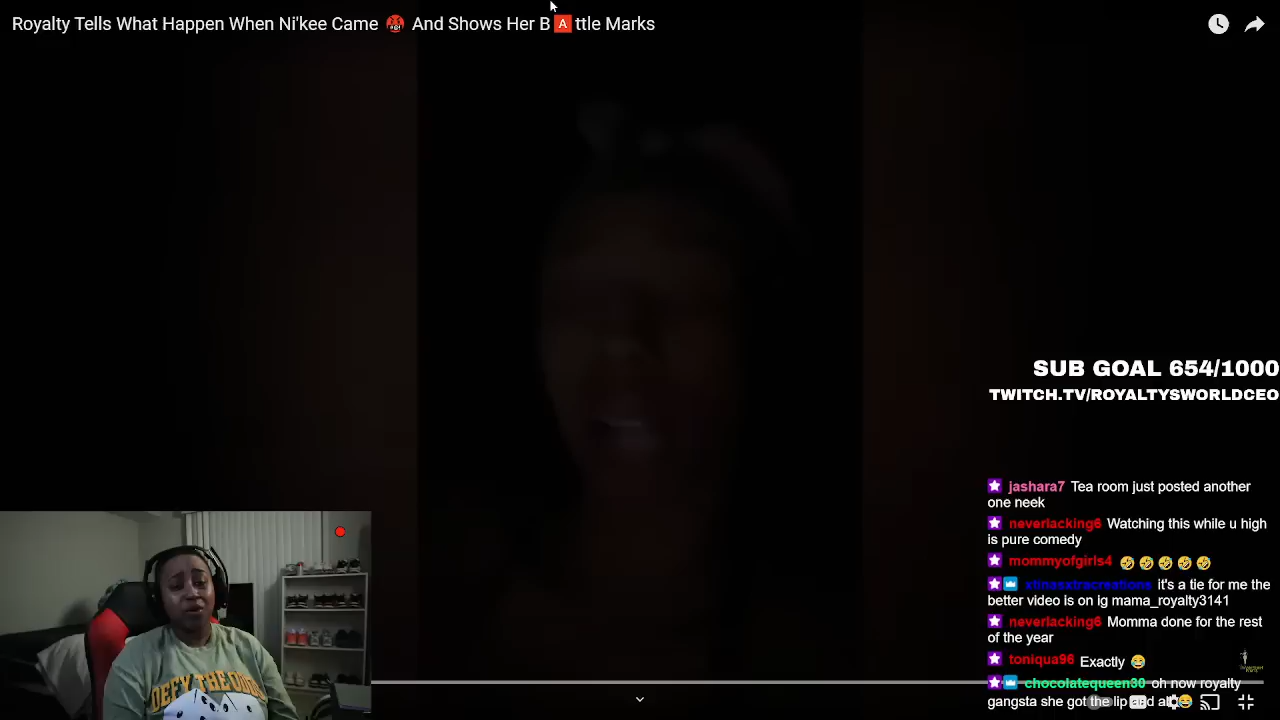 Royalty Tells What Happen When Ni'kee Came 🤬 And Shows Her B🅰ttle Marks
SUB GOAL 654/1000
TWITCH.TV/ROYALTYSWORLDCEO
jashara7 Tea room just posted another
one neek
neverlacking6 Watching this while u high
is pure comedy
mommyofgirls4 🤣🤣🤣🤣🤣
xtinasxtracreations it's a tie for me the
better video is on ig mama_royalty3141
neverlacking6 Momma done for the rest
of the year
toniqua96 Exactly 😂
chocolatequeen30 oh now royalty
gangsta she got the lip and all 😂
DEFY THE